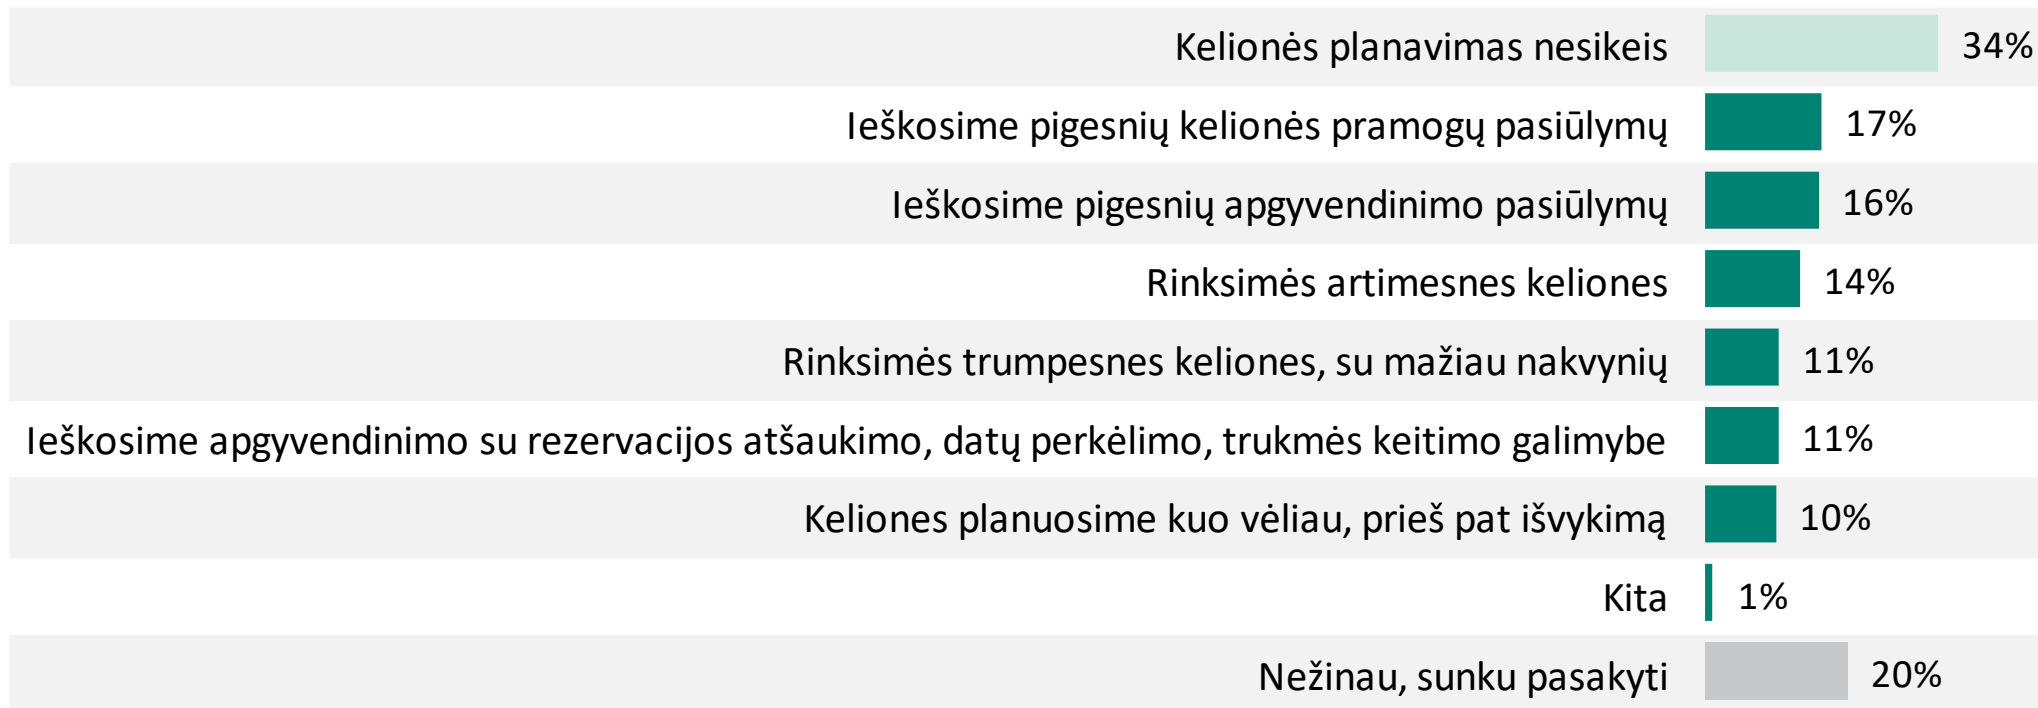 Kelionės planavimas nesikeis 34%
Ieškosime pigesnių kelionės pramogų pasiūlymų 17%
Ieškosime pigesnių apgyvendinimo pasiūlymų 16%
Rinksimės artimesnes keliones 14%
Rinksimės trumpesnes keliones, su mažiau nakvynių 11%
Ieškosime apgyvendinimo su rezervacijos atšaukimo, datų perkėlimo, trukmės keitimo galimybe 11%
Keliones planuosime kuo vėliau, prieš pat išvykimą 10%
Kita 1%
Nežinau, sunku pasakyti 20%